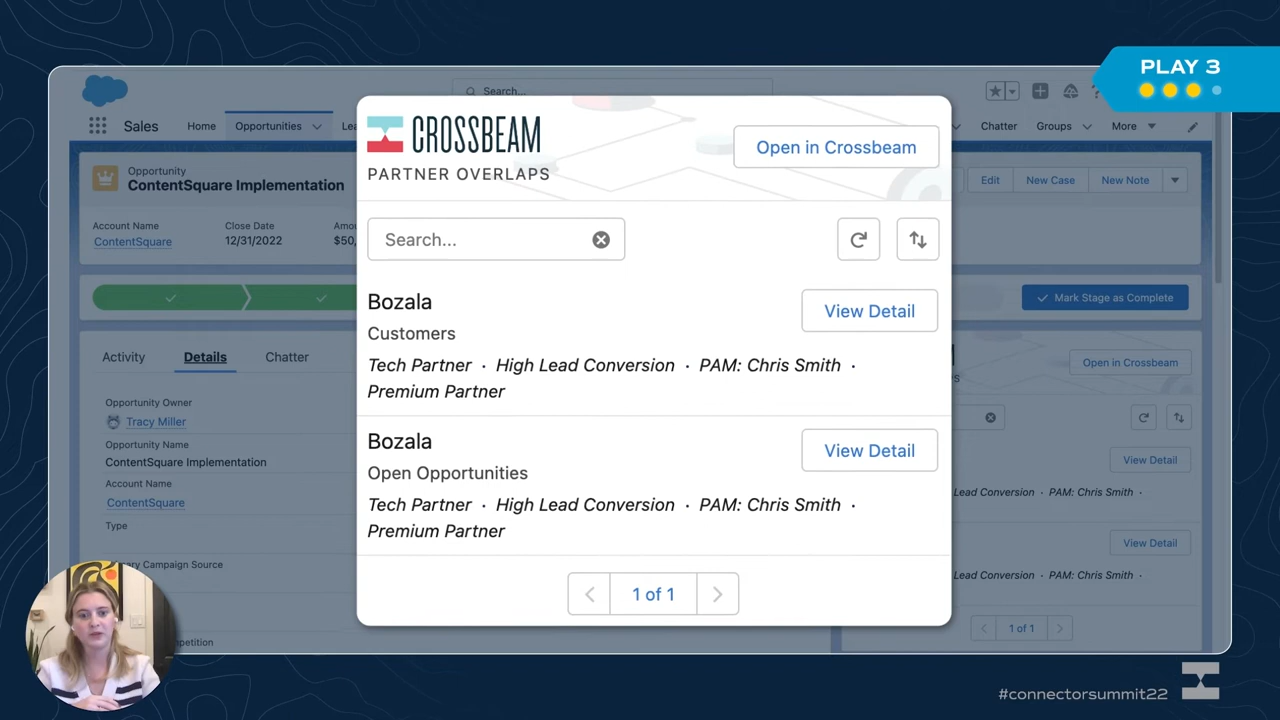 PLAY 3
Search...
Sales
Home
Opportunities
Chatter
Groups
More
Opportunity
ContentSquare Implementation
Edit
New Case
New Note
Account Name
Close Date
ContentSquare
12/31/2022
$50,
Mark Stage as Complete
Activity
Details
Chatter
Opportunity Owner
Tracy Miller
Opportunity Name
ContentSquare Implementation
Account Name
ContentSquare
Type
Campaign Source
CROSSBEAM
PARTNER OVERLAPS
Open in Crossbeam
Search...
Bozala
View Detail
Customers
Tech Partner · High Lead Conversion · PAM: Chris Smith ·
Premium Partner
Bozala
View Detail
Open Opportunities
Tech Partner · High Lead Conversion · PAM: Chris Smith ·
Premium Partner
1 of 1
Open in Crossbeam
View Detail
Lead Conversion · PAM: Chris Smith ·
View Detail
Lead Conversion · PAM: Chris Smith ·
1 of 1
#connectorsummit22